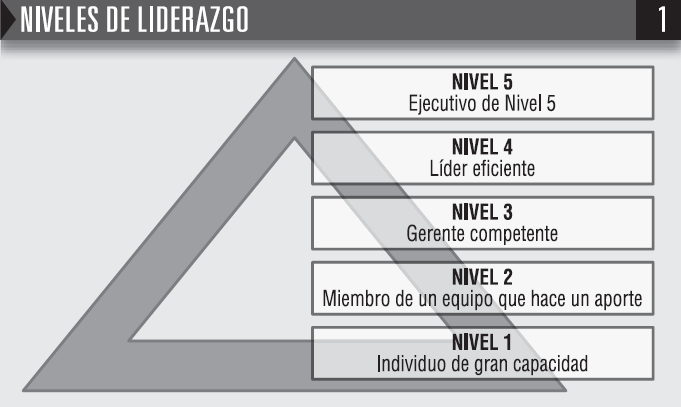 NIVELES DE LIDERAZGO
1
NIVEL 5
Ejecutivo de Nivel 5
NIVEL 4
Líder eficiente
NIVEL 3
Gerente competente
NIVEL 2
Miembro de un equipo que hace un aporte
NIVEL 1
Individuo de gran capacidad